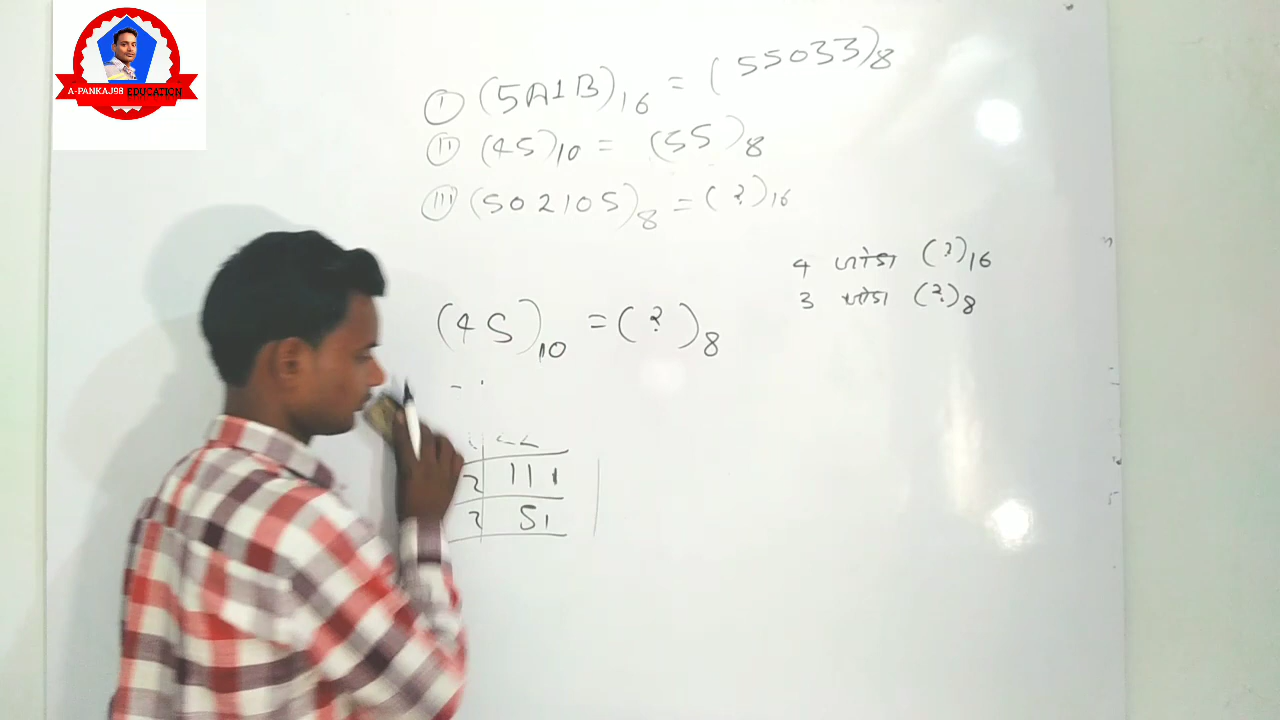 A-PANKAJ98 EDUCATION
(I) (5A1B)16 = (55033)8
(II) (45)10 = (55)8
(III) (502105)8 = (?)16
4 जोडा (?)16
3 जोडा (?)8
(45)10 = (?)8
2 | 111
2 | 51